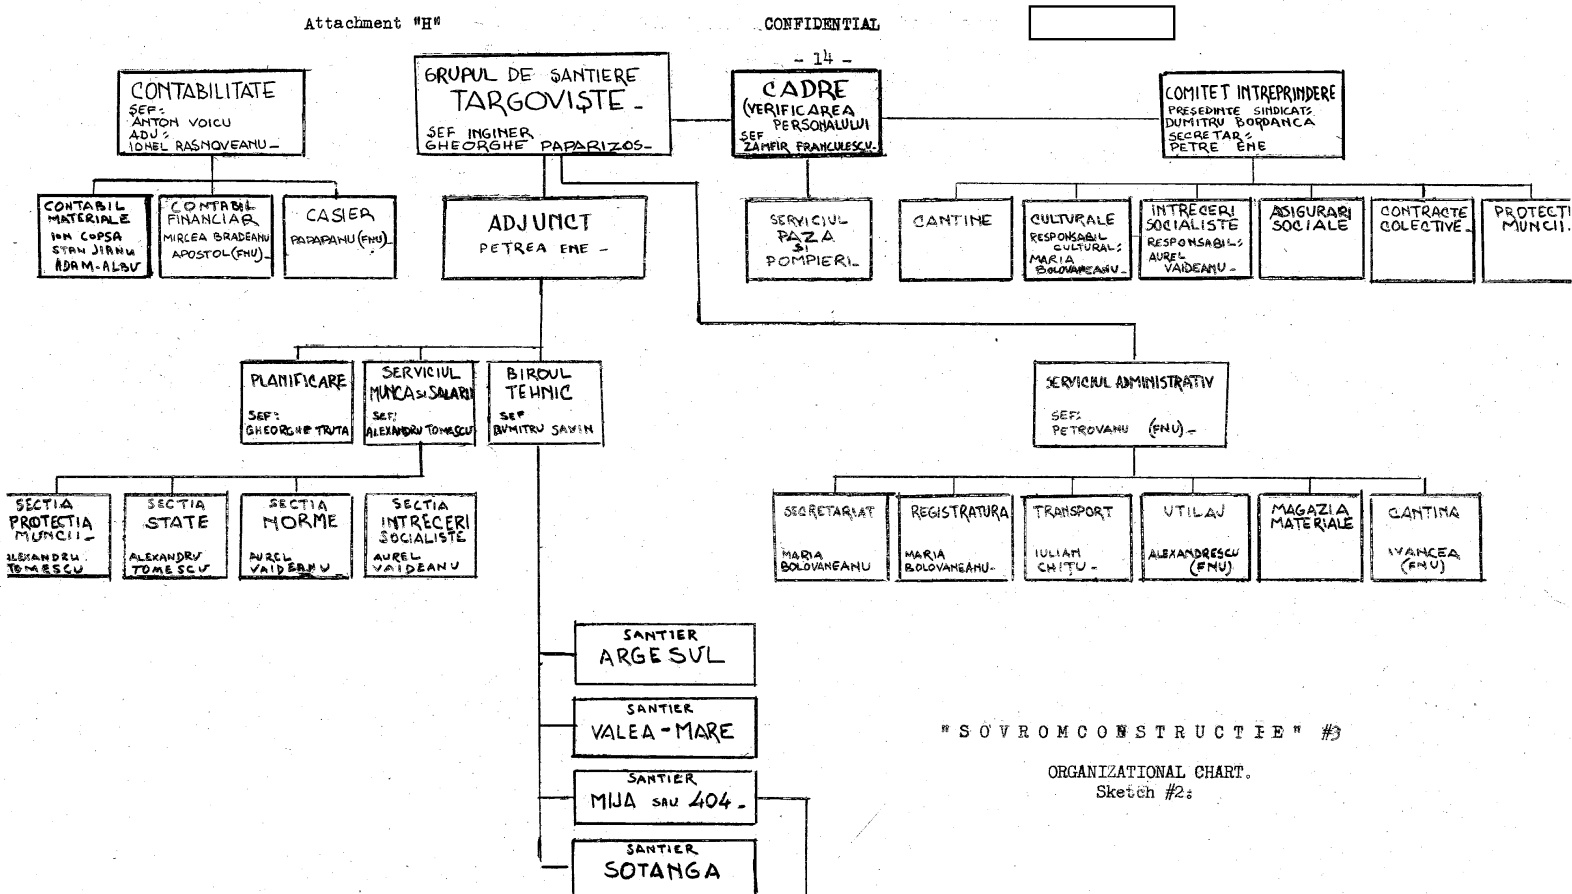 Attachment "H"
CONFIDENTIAL
- 14 -
CONTABILITATE
ŞEF:
ANTON VOICU
ADJ:
IONEL RASNOVEANU-
GRUPUL DE SANTIERE
TARGOVIŞTE-
SEF INGINER
GHEORGHE PAPARIZOS-
CADRE
(VERIFICAREA
PERSONALULUI
SEF
ZAMFIR FRANCULESCU-
COMITET INTREPRINDERE
PREŞEDINTE SINDICAT:
DUMITRU BORDANCA
SECRETAR:
PETRE ENE
CONTABIL
MATERIALE
ION COPSA
STAN JIANU
ADAM-ALBU
CONTABIL
FINANCIAR
MIRCEA BRADEANU
APOSTOL (FNU)-
CASIER
PAPAPANU (FNU)-
ADJUNCT
PETREA ENE -
SERVICIUL
PAZA
SI
POMPIERI-
CANTINE
CULTURALE
RESPONSABIL
CULTURAL:
MARIA
BOLOVANEANU-
INTRECERI
SOCIALISTE
RESPONSABIL:
AUREL
VAIDEANU-
ASIGURARI
SOCIALE
CONTRACTE
COLECTIVE-
PROTECTI
MUNCII.
PLANIFICARE
SEF:
GHEORGHE TRUTA
SERVICIUL
MUNCA SI SALARII
SEF:
ALEXANDRU TOMESCU
BIROUL
TEHNIC
SEF
DUMITRU SAVIN
SERVICIUL ADMINISTRATIV
SEF:
PETROVANU (FNU)-
SECTIA
PROTECTIA
MUNCII-
ALEXANDRU
TOMESCU
SECTIA
STATE
ALEXANDRU
TOMESCU
SECTIA
NORME
AUREL
VAIDEANU
SECTIA
INTRECERI
SOCIALISTE
AUREL
VAIDEANU
SECRETARIAT
MARIA
BOLOVANEANU
REGISTRATURA
MARIA
BOLOVANEANU-
TRANSPORT
IULIAN
CHIŢU-
UTILAJ
ALEXANDRESCU
(FNU)
MAGAZIA
MATERIALE
CANTINA
IVANCEA
(FNU)
SANTIER
ARGESUL
SANTIER
VALEA-MARE
SANTIER
MIJA SAU 404-
SANTIER
SOTANGA
"SOVROMCONSTRUCTIE" #3
ORGANIZATIONAL CHART.
Sketch #2: